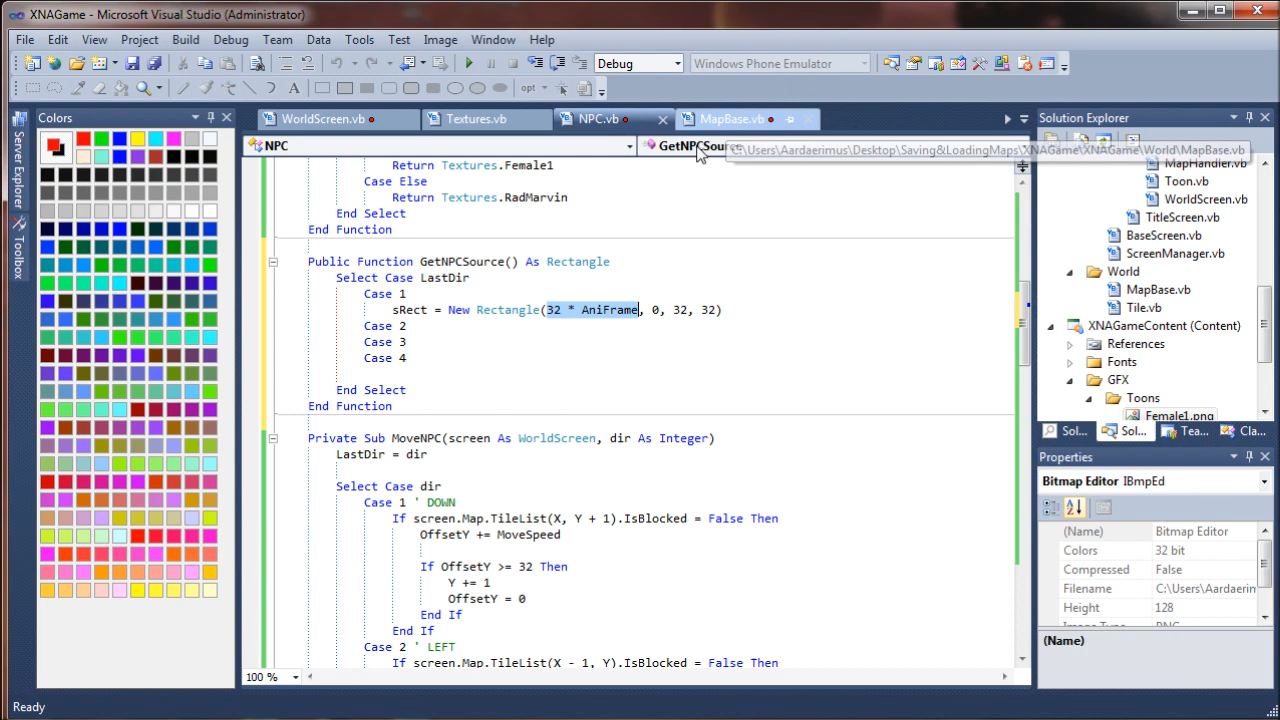 XNAGame - Microsoft Visual Studio (Administrator)
File Edit View Project Build Debug Team Data Tools Test Image Window Help
Debug Windows Phone Emulator
A opt
Colors
WorldScreen.vb Textures.vb NPC.vb MapBase.vb
Solution Explorer
NPC GetNPCSource
C:\Users\Aardaerimus\Desktop\Saving&LoadingMaps\XNAGame\XNAGame\World\MapBase.vb
Server Explorer
Toolbox
Return Textures.Female1
Case Else
Return Textures.RadMarvin
End Select
End Function
Public Function GetNPCSource() As Rectangle
Select Case LastDir
Case 1
sRect = New Rectangle(32 * AniFrame, 0, 32, 32)
Case 2
Case 3
Case 4
End Select
End Function
Private Sub MoveNPC(screen As WorldScreen, dir As Integer)
LastDir = dir
Select Case dir
Case 1 ' DOWN
If screen.Map.TileList(X, Y + 1).IsBlocked = False Then
OffsetY += MoveSpeed
If OffsetY >= 32 Then
Y += 1
OffsetY = 0
End If
End If
Case 2 ' LEFT
If screen.Map.TileList(X - 1, Y).IsBlocked = False Then
100 %
MapHandler.vb
Toon.vb
WorldScreen.vb
TitleScreen.vb
BaseScreen.vb
ScreenManager.vb
World
MapBase.vb
Tile.vb
XNAGameContent (Content)
References
Fonts
GFX
Toons
Female1.png
Sol... Sol... Tea... Cla...
Properties
Bitmap Editor IBmpEd
(Name) Bitmap Editor
Colors 32 bit
Compressed False
Filename C:\Users\Aardaerin
Height 128
(Name)
Ready